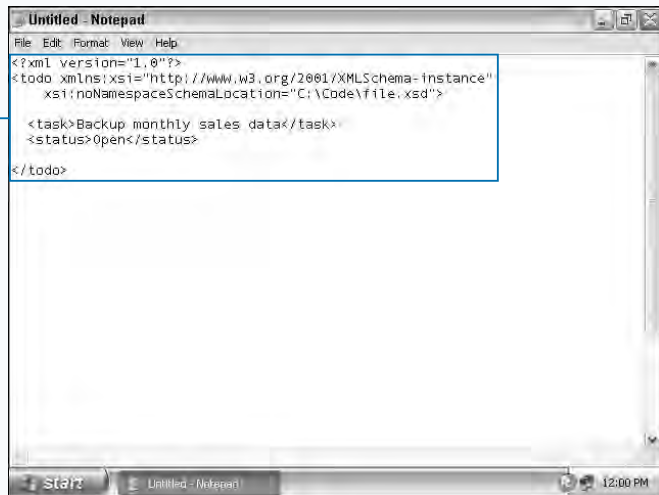 Untitled - Notepad
File Edit Format View Help
<?xml version="1.0"?>
<todo xmlns:xsi="http://www.w3.org/2001/XMLSchema-instance"
xsi:noNamespaceSchemaLocation="C:\Code\file.xsd">
<task>Backup monthly sales data</task>
<status>Open</status>
</todo>
start
Untitled - Notepad
12:00 PM